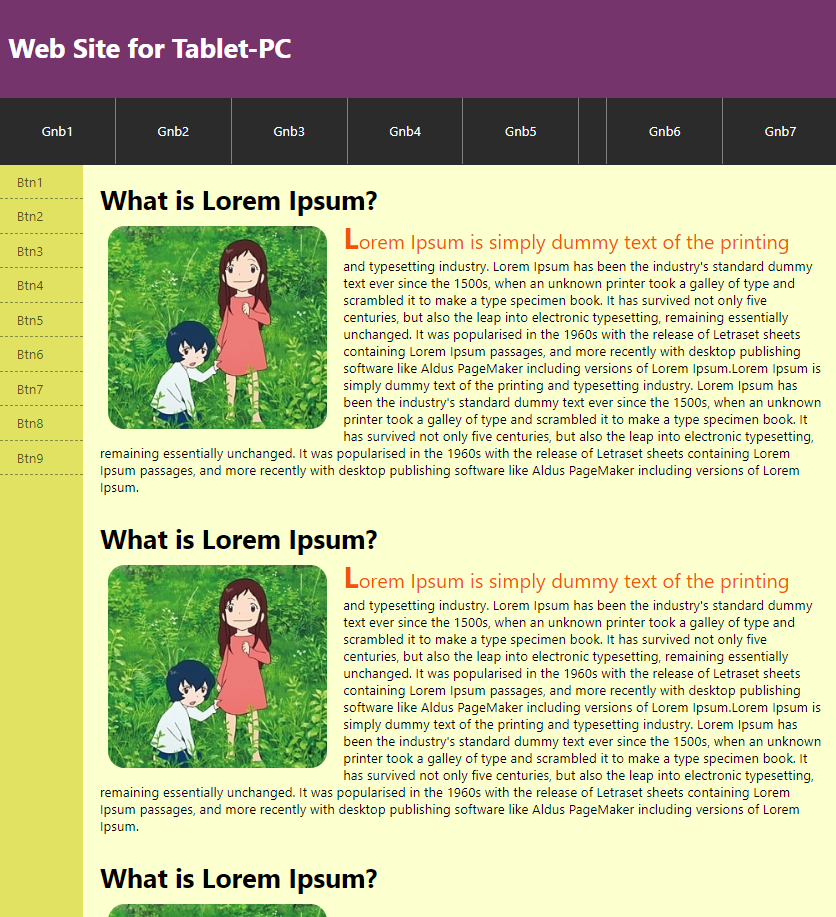 Web Site for Tablet-PC
Gnb1 Gnb2 Gnb3 Gnb4 Gnb5 Gnb6 Gnb7
Btn1
Btn2
Btn3
Btn4
Btn5
Btn6
Btn7
Btn8
Btn9
What is Lorem Ipsum?
Lorem Ipsum is simply dummy text of the printing
and typesetting industry. Lorem Ipsum has been the industry's standard dummy
text ever since the 1500s, when an unknown printer took a galley of type and
scrambled it to make a type specimen book. It has survived not only five
centuries, but also the leap into electronic typesetting, remaining essentially
unchanged. It was popularised in the 1960s with the release of Letraset sheets
containing Lorem Ipsum passages, and more recently with desktop publishing
software like Aldus PageMaker including versions of Lorem Ipsum.Lorem Ipsum is
simply dummy text of the printing and typesetting industry. Lorem Ipsum has
been the industry's standard dummy text ever since the 1500s, when an unknown
printer took a galley of type and scrambled it to make a type specimen book. It
has survived not only five centuries, but also the leap into electronic typesetting,
remaining essentially unchanged. It was popularised in the 1960s with the release of Letraset sheets containing Lorem
Ipsum passages, and more recently with desktop publishing software like Aldus PageMaker including versions of Lorem
Ipsum.
What is Lorem Ipsum?
Lorem Ipsum is simply dummy text of the printing
and typesetting industry. Lorem Ipsum has been the industry's standard dummy
text ever since the 1500s, when an unknown printer took a galley of type and
scrambled it to make a type specimen book. It has survived not only five
centuries, but also the leap into electronic typesetting, remaining essentially
unchanged. It was popularised in the 1960s with the release of Letraset sheets
containing Lorem Ipsum passages, and more recently with desktop publishing
software like Aldus PageMaker including versions of Lorem Ipsum.Lorem Ipsum is
simply dummy text of the printing and typesetting industry. Lorem Ipsum has
been the industry's standard dummy text ever since the 1500s, when an unknown
printer took a galley of type and scrambled it to make a type specimen book. It
has survived not only five centuries, but also the leap into electronic typesetting,
remaining essentially unchanged. It was popularised in the 1960s with the release of Letraset sheets containing Lorem
Ipsum passages, and more recently with desktop publishing software like Aldus PageMaker including versions of Lorem
Ipsum.
What is Lorem Ipsum?